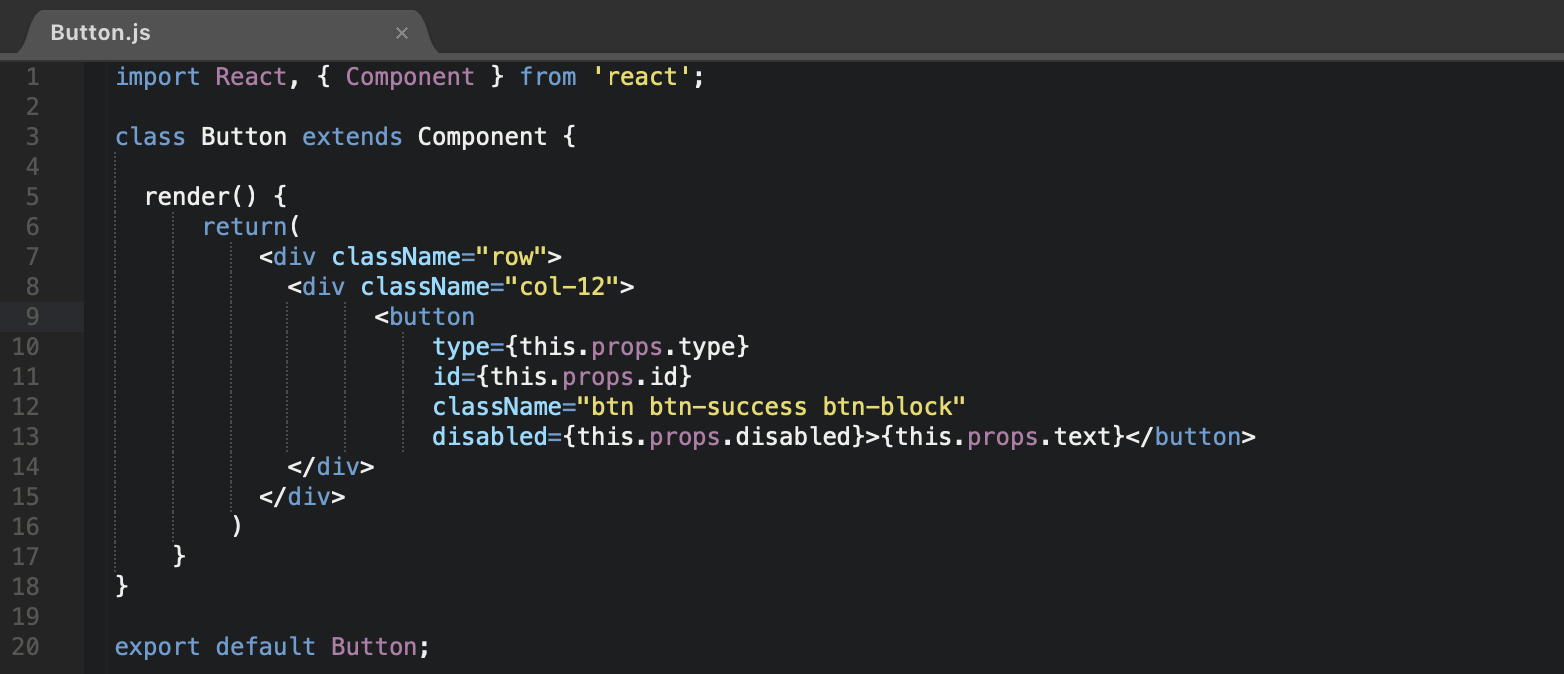 Button.js ×
1 import React, { Component } from 'react';
2
3 class Button extends Component {
4
5   render() {
6       return(
7           <div className="row">
8             <div className="col-12">
9                   <button
10                       type={this.props.type}
11                       id={this.props.id}
12                       className="btn btn-success btn-block"
13                       disabled={this.props.disabled}>{this.props.text}</button>
14             </div>
15           </div>
16         )
17     }
18 }
19
20 export default Button;